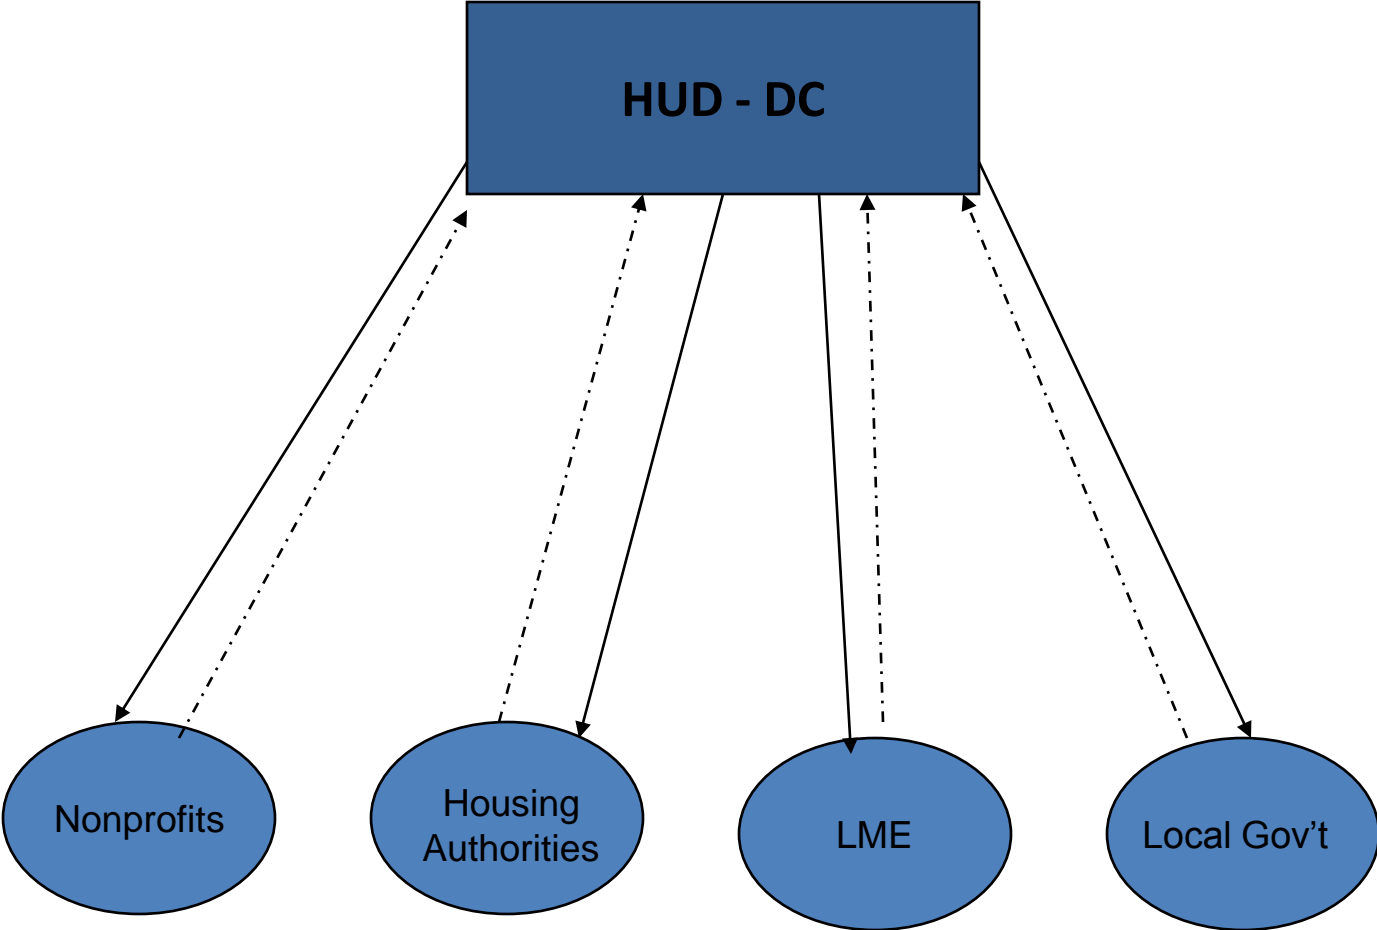 HUD - DC
Nonprofits
Housing
Authorities
LME
Local Gov’t